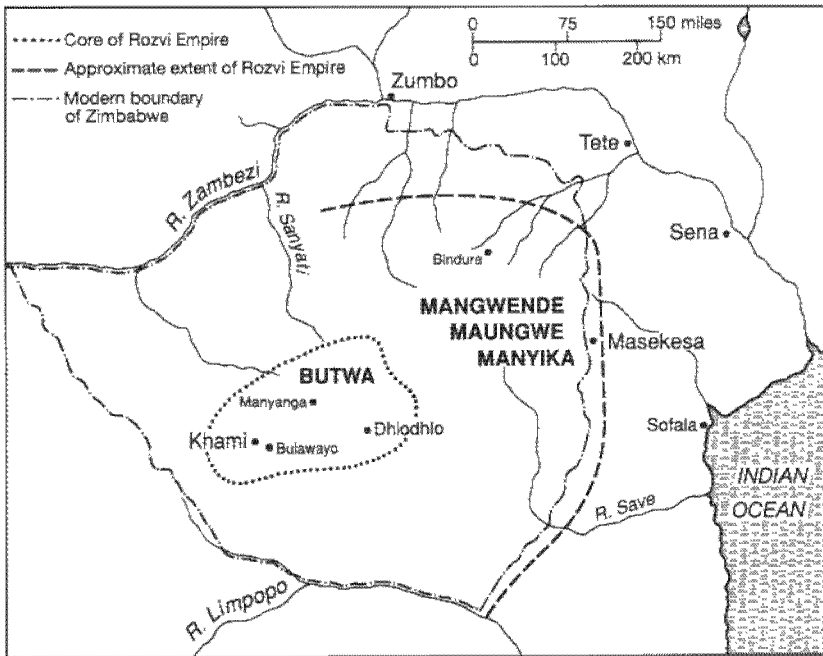 Core of Rozvi Empire
Approximate extent of Rozvi Empire
Modern boundary
of Zimbabwe
0 75 150 miles
0 100 200 km
Zumbo
Tete
R. Zambezi
R. Sanyati
Sena
Bindura
MANGWENDE
MAUNGWE
MANYIKA
Masekesa
BUTWA
Manyanga
Dhlodhlo
Khami
Bulawayo
Sofala
INDIAN
OCEAN
R. Save
R. Limpopo